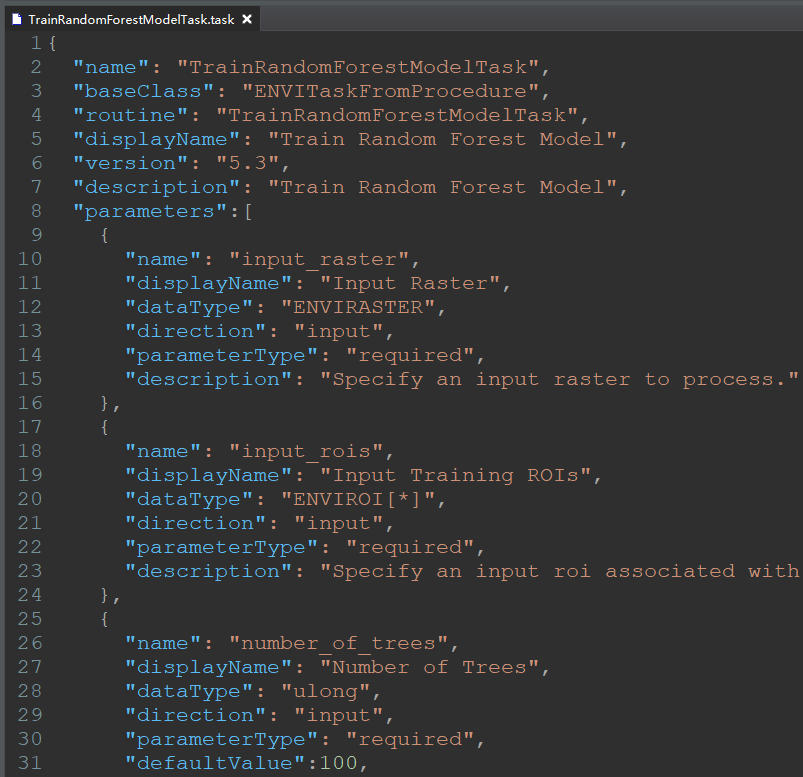 TrainRandomForestModelTask.task ×
1 {
2 "name": "TrainRandomForestModelTask",
3 "baseClass": "ENVITaskFromProcedure",
4 "routine": "TrainRandomForestModelTask",
5 "displayName": "Train Random Forest Model",
6 "version": "5.3",
7 "description": "Train Random Forest Model",
8 "parameters":[
9 {
10 "name": "input_raster",
11 "displayName": "Input Raster",
12 "dataType": "ENVIRASTER",
13 "direction": "input",
14 "parameterType": "required",
15 "description": "Specify an input raster to process."
16 },
17 {
18 "name": "input_rois",
19 "displayName": "Input Training ROIs",
20 "dataType": "ENVIROI[*]",
21 "direction": "input",
22 "parameterType": "required",
23 "description": "Specify an input roi associated with
24 },
25 {
26 "name": "number_of_trees",
27 "displayName": "Number of Trees",
28 "dataType": "ulong",
29 "direction": "input",
30 "parameterType": "required",
31 "defaultValue":100,